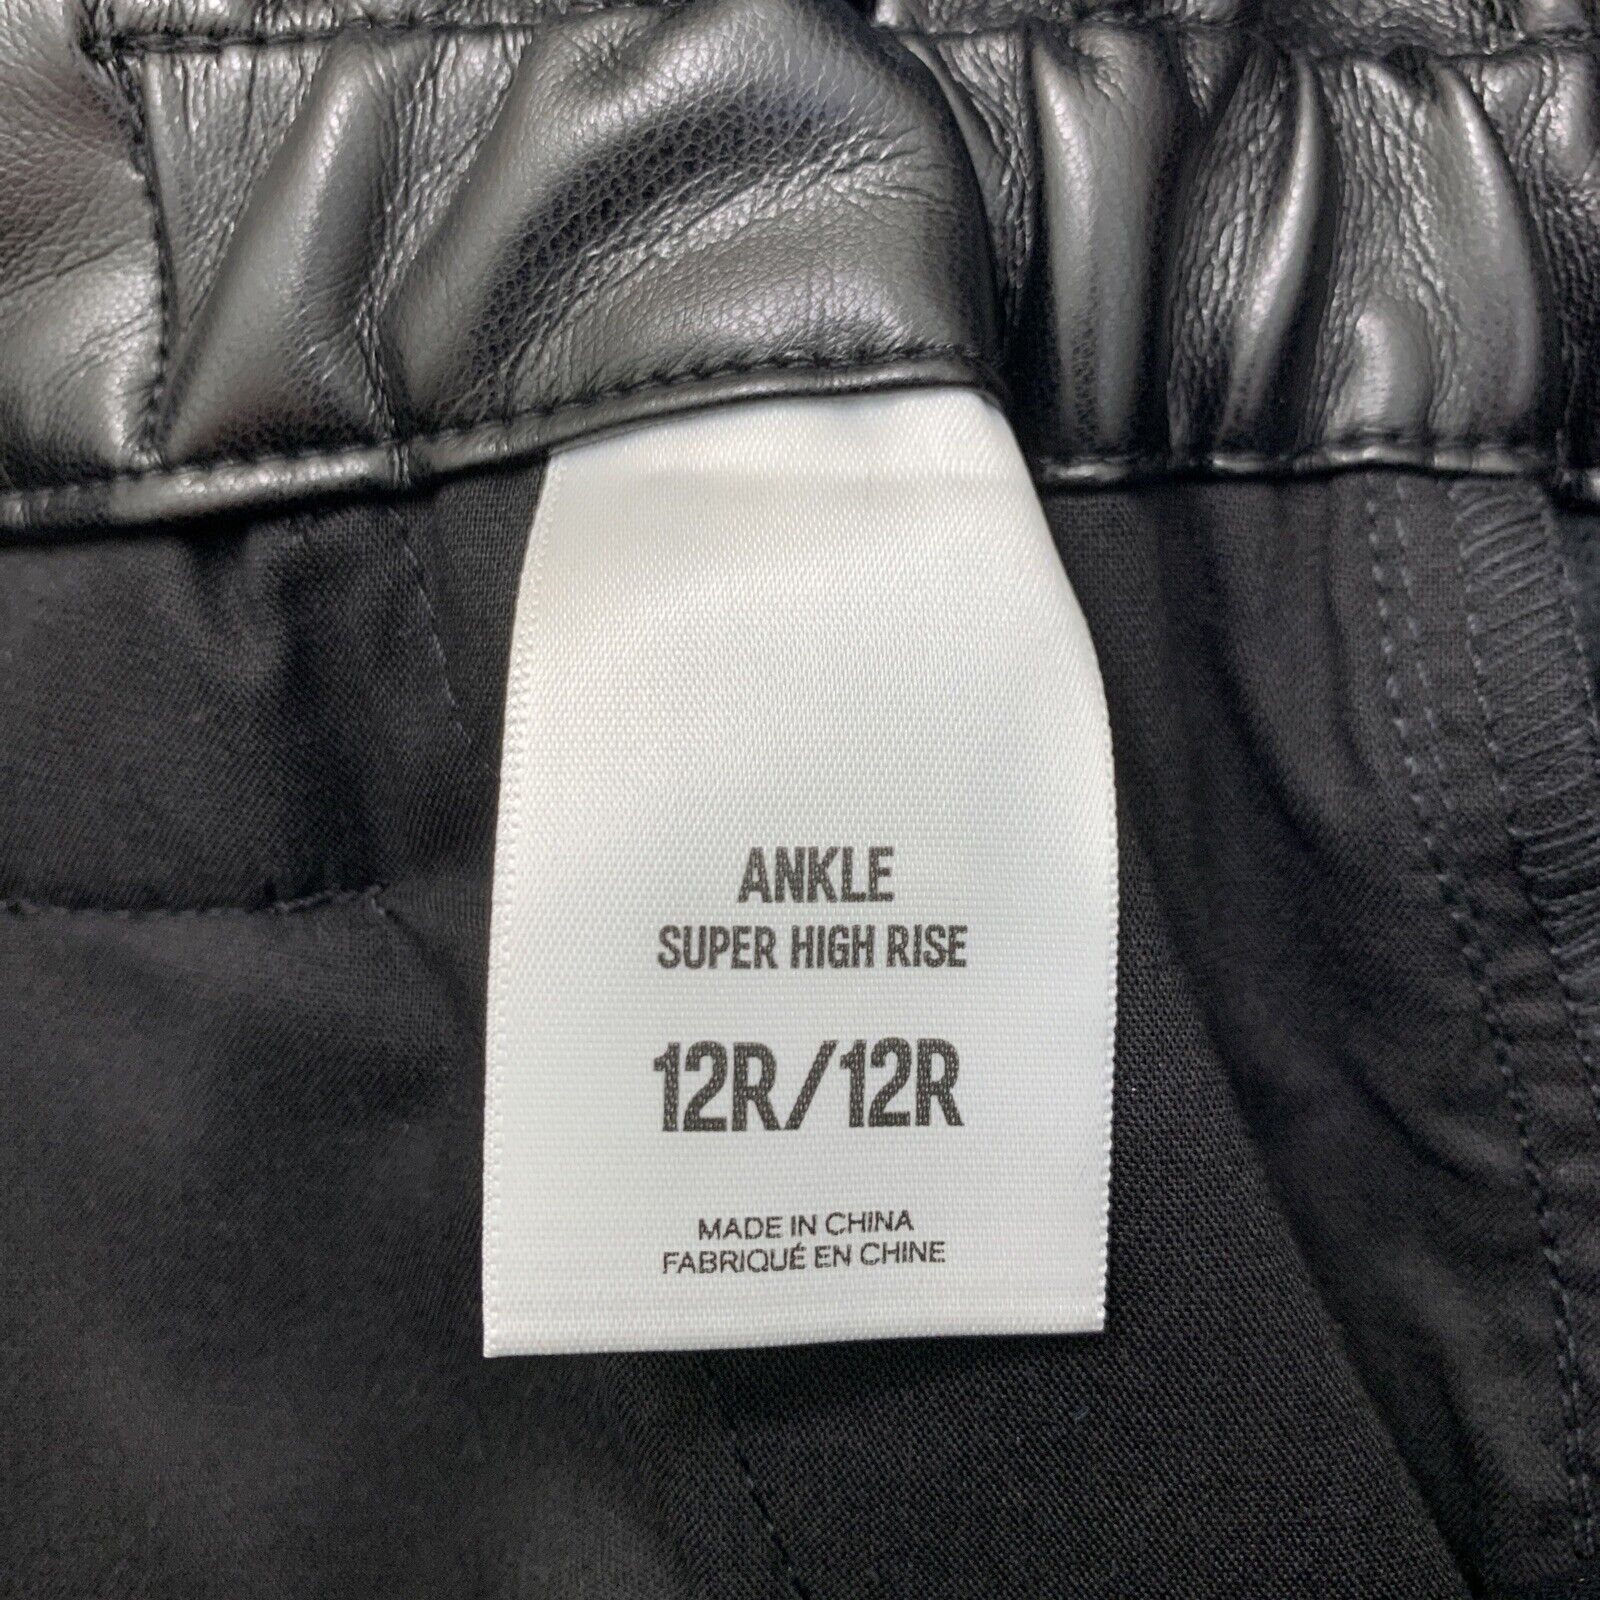 ANKLE
SUPER HIGH RISE
12R/12R
MADE IN CHINA
FABRIQUÉ EN CHINE